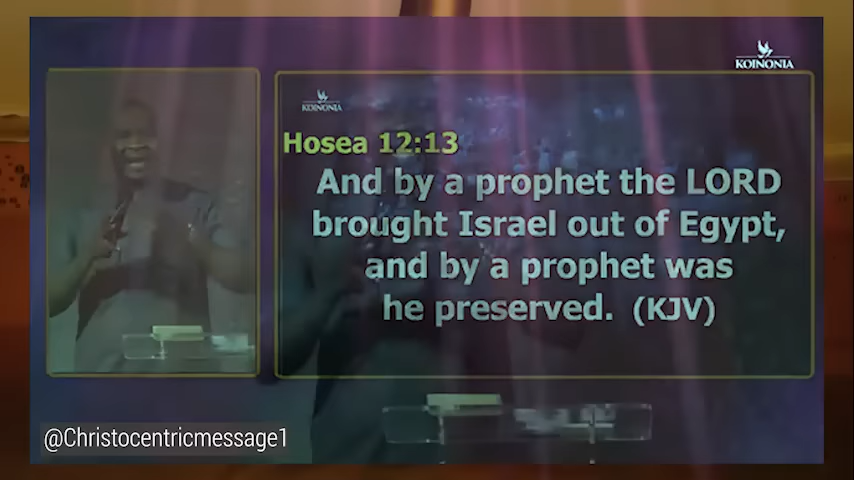 KOINONIA
KOINONIA
Hosea 12:13
And by a prophet the LORD
brought Israel out of Egypt,
and by a prophet was
he preserved. (KJV)
@Christocentricmessage1